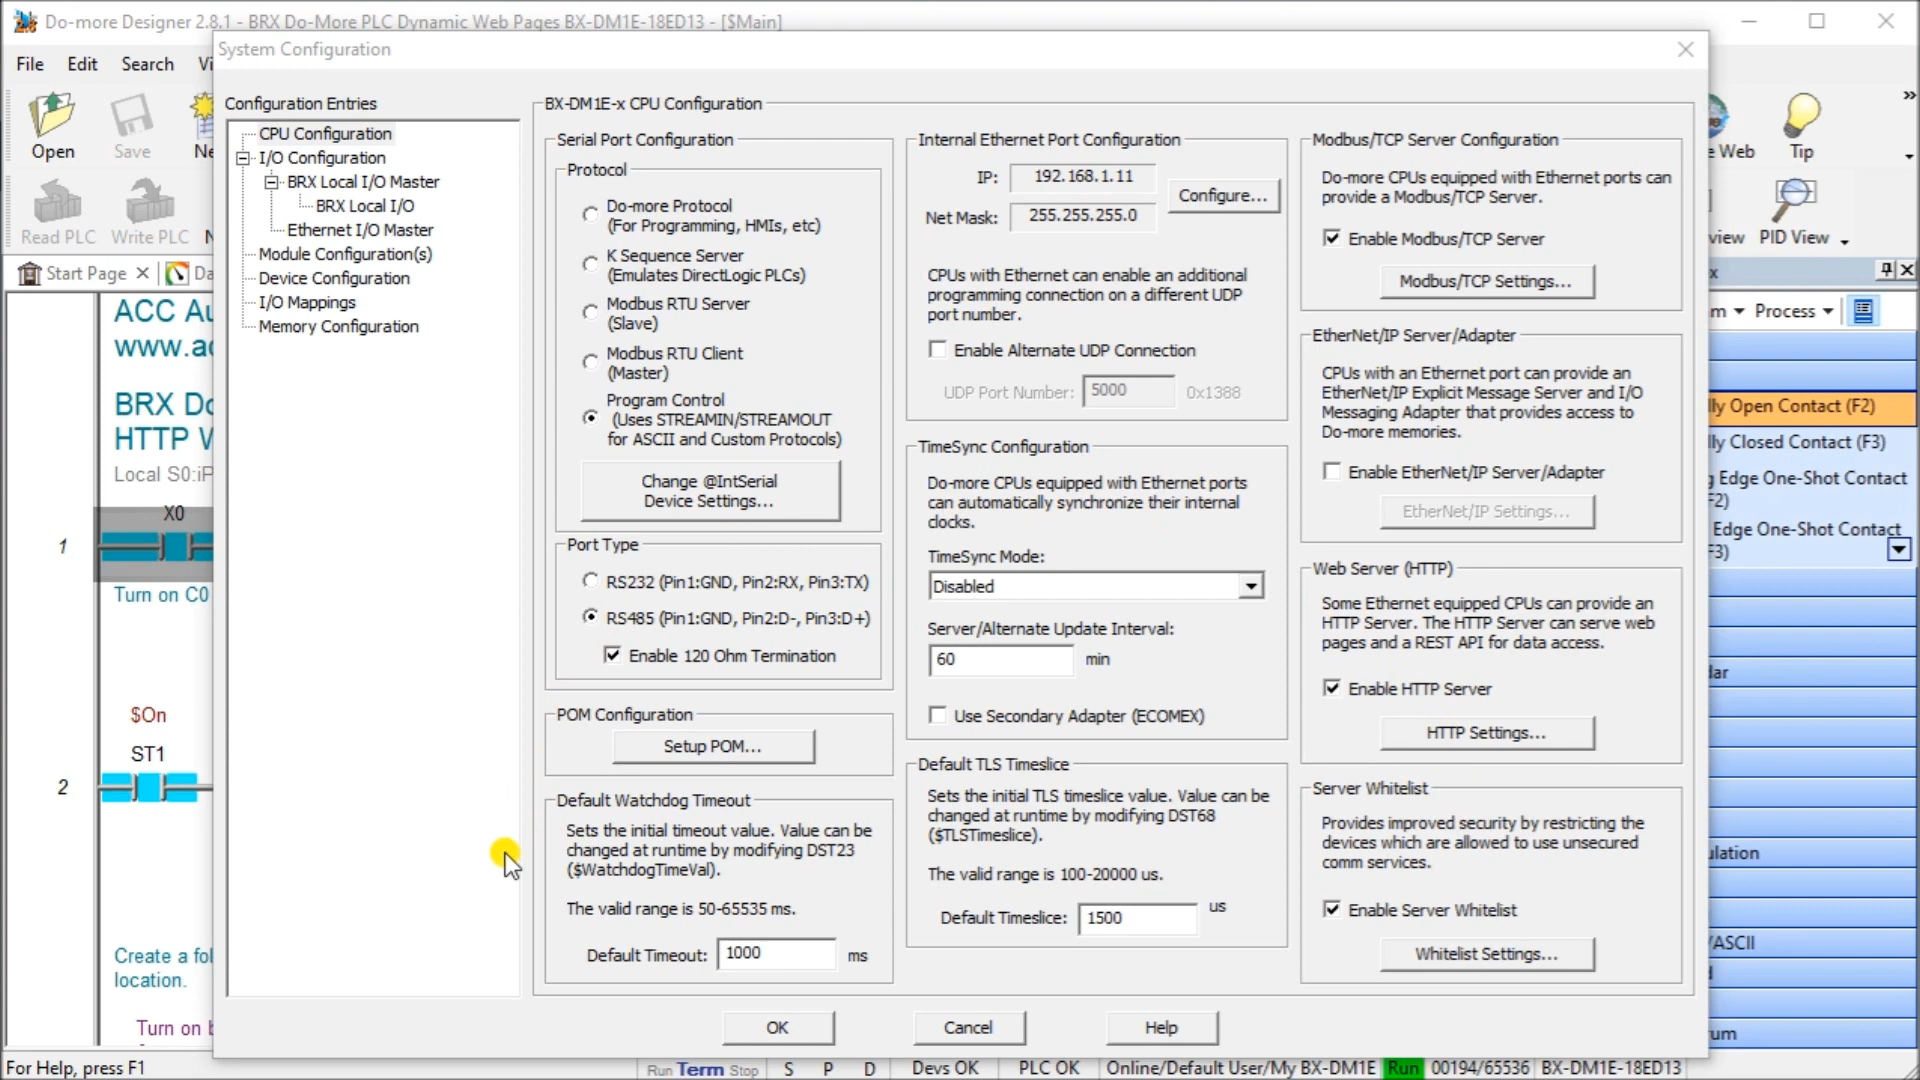 Do-more Designer 2.8.1 - BRX Do-More PLC Dynamic Web Pages BX-DM1E-18ED13 - [$Main]
System Configuration
File Edit Search
Open Save
Read PLC Write PLC
Start Page
Tip
PID View
Process
ACC
BRX
Local
X0
1
Turn on C0
$On
ST1
2
Create a
location.
Turn on
Configuration Entries
CPU Configuration
I/O Configuration
BRX Local I/O Master
BRX Local I/O
Ethernet I/O Master
Module Configuration(s)
Device Configuration
I/O Mappings
Memory Configuration
BX-DM1E-x CPU Configuration
Serial Port Configuration
Protocol
Do-more Protocol
(For Programming, HMIs, etc)
K Sequence Server
(Emulates DirectLogic PLCs)
Modbus RTU Server
(Slave)
Modbus RTU Client
(Master)
Program Control
(Uses STREAMIN/STREAMOUT
for ASCII and Custom Protocols)
Change @IntSerial
Device Settings...
Port Type
RS232 (Pin1:GND, Pin2:RX, Pin3:TX)
RS485 (Pin1:GND, Pin2:D-, Pin3:D+)
Enable 120 Ohm Termination
POM Configuration
Setup POM...
Default Watchdog Timeout
Sets the initial timeout value. Value can be
changed at runtime by modifying DST23
($WatchdogTimeVal).
The valid range is 50-65535 ms.
Default Timeout: 1000 ms
Internal Ethernet Port Configuration
IP: 192.168.1.11
Configure...
Net Mask: 255.255.255.0
CPUs with Ethernet can enable an additional
programming connection on a different UDP
port number.
Enable Alternate UDP Connection
UDP Port Number: 5000 0x1388
TimeSync Configuration
Do-more CPUs equipped with Ethernet ports
can automatically synchronize their internal
clocks.
TimeSync Mode:
Disabled
Server/Alternate Update Interval:
60 min
Use Secondary Adapter (ECOMEX)
Default TLS Timeslice
Sets the initial TLS timeslice value. Value can be
changed at runtime by modifying DST68
($TLSTimeslice).
The valid range is 100-20000 us.
Default Timeslice: 1500 us
Modbus/TCP Server Configuration
Do-more CPUs equipped with Ethernet ports can
provide a Modbus/TCP Server.
Enable Modbus/TCP Server
Modbus/TCP Settings...
EtherNet/IP Server/Adapter
CPUs with an Ethernet port can provide an
EtherNet/IP Explicit Message Server and I/O
Messaging Adapter that provides access to
Do-more memories.
Enable EtherNet/IP Server/Adapter
EtherNet/IP Settings...
Web Server (HTTP)
Some Ethernet equipped CPUs can provide an
HTTP Server. The HTTP Server can serve web
pages and a REST API for data access.
Enable HTTP Server
HTTP Settings...
Server Whitelist
Provides improved security by restricting the
devices which are allowed to use unsecured
comm services.
Enable Server Whitelist
Whitelist Settings...
OK Cancel Help
Open Contact (F2)
Closed Contact (F3)
Edge One-Shot Contact
Edge One-Shot Contact
/ASCII
For Help, press F1
Run Term Stop S P D Devs OK PLC OK Online/Default User/My BX-DM1E Run 00194/65536 BX-DM1E-18ED13